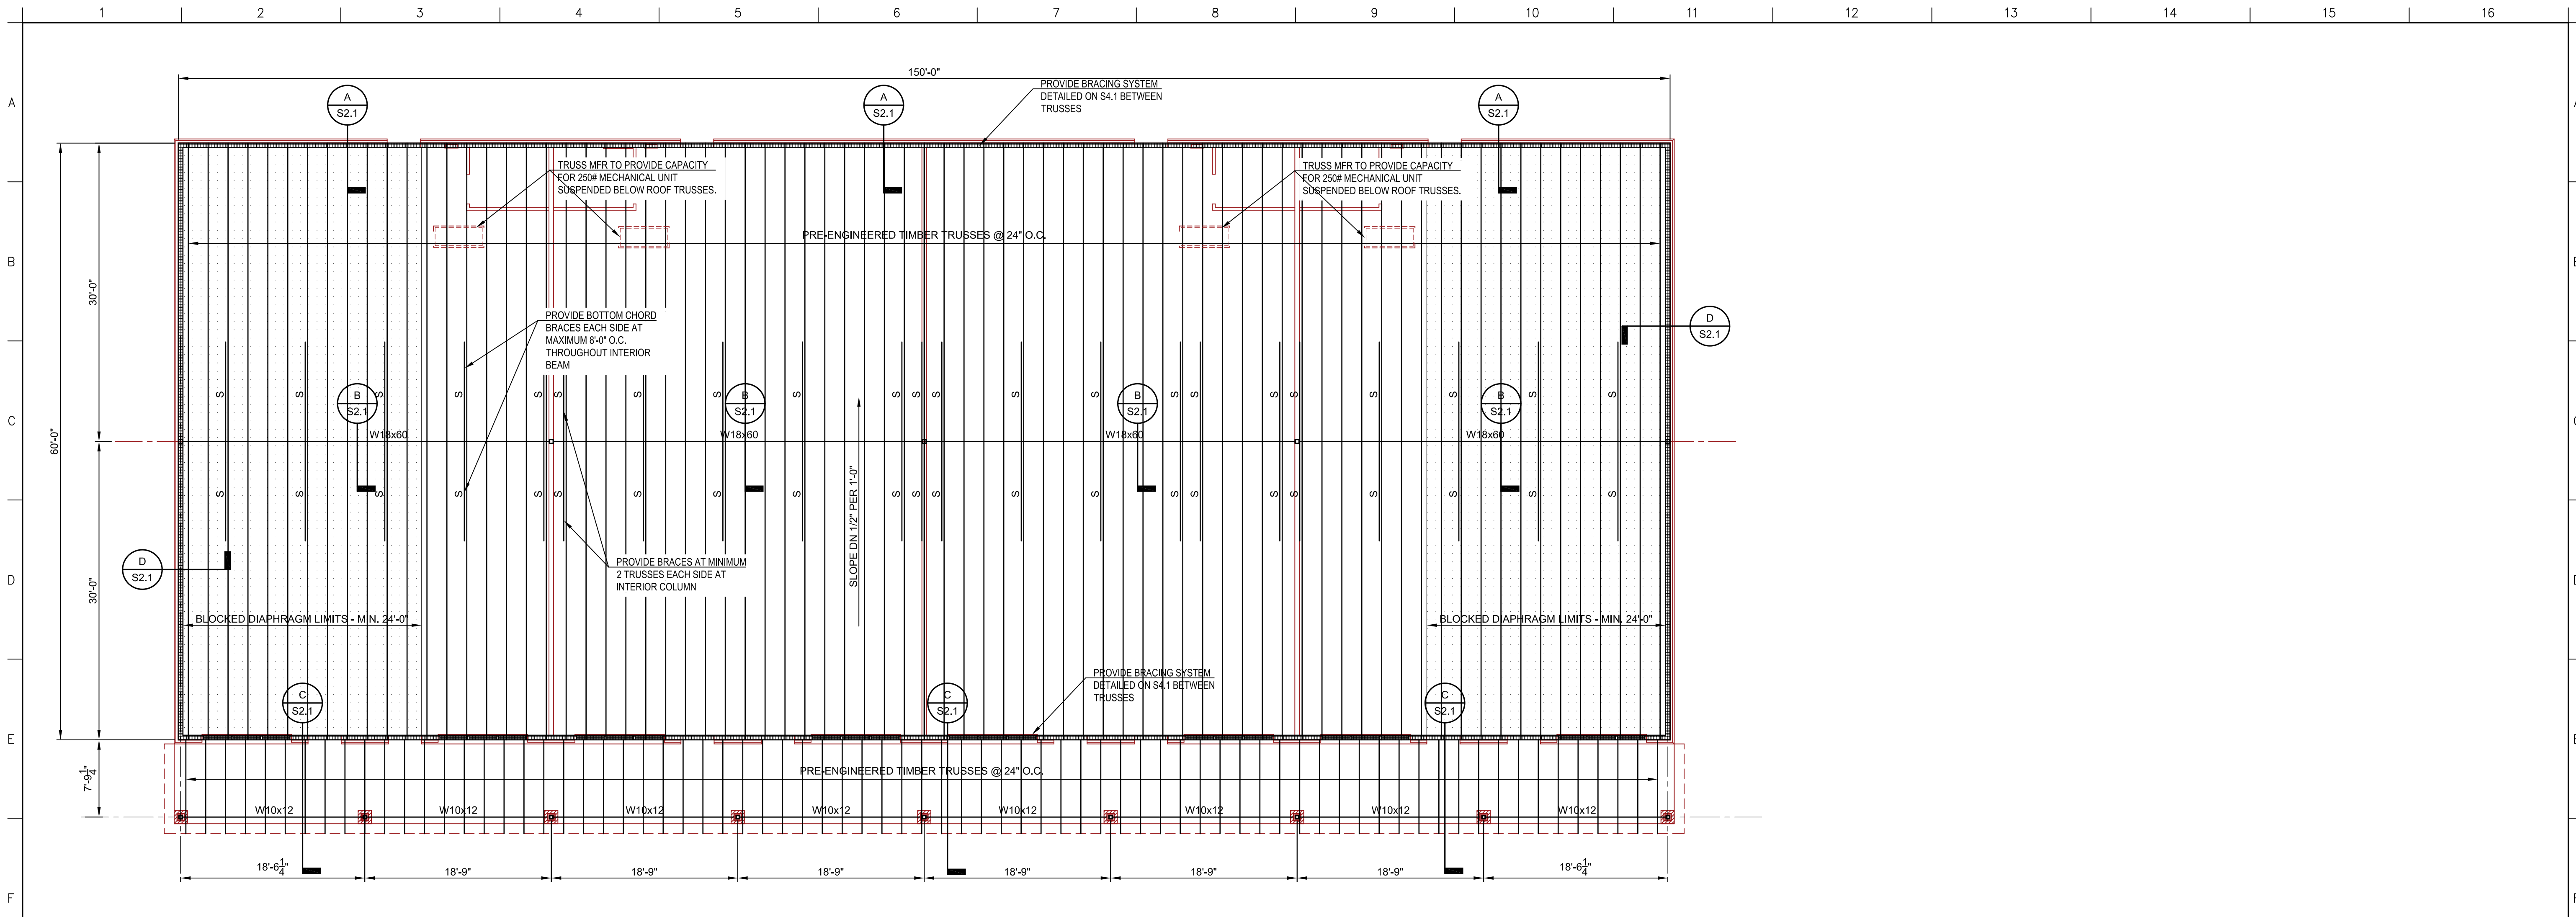 1 2 3 4 5 6 7 8 9 10 11 12 13 14 15 16
150'-0"
A
A
S2.1
A
S2.1
A
S2.1
PROVIDE BRACING SYSTEM
DETAILED ON S4.1 BETWEEN
TRUSSES
TRUSS MFR TO PROVIDE CAPACITY
FOR 250# MECHANICAL UNIT
SUSPENDED BELOW ROOF TRUSSES.
TRUSS MFR TO PROVIDE CAPACITY
FOR 250# MECHANICAL UNIT
SUSPENDED BELOW ROOF TRUSSES.
PRE-ENGINEERED TIMBER TRUSSES @ 24" O.C.
B
30'-0"
PROVIDE BOTTOM CHORD
BRACES EACH SIDE AT
MAXIMUM 8'-0" O.C.
THROUGHOUT INTERIOR
BEAM
D
S2.1
S S S S S S S S S S S S S S S S S S S S S
B
S2.1
B
S2.1
B
S2.1
B
S2.1
C
60'-0"
W18x60 W18x60 W18x60 W18x60
S S S S S S S S S S S S S S S S S S S S S
SLOPE DN 1/2" PER 1'-0"
D
S2.1
D
30'-0"
PROVIDE BRACES AT MINIMUM
2 TRUSSES EACH SIDE AT
INTERIOR COLUMN
BLOCKED DIAPHRAGM LIMITS - MIN. 24'-0"
BLOCKED DIAPHRAGM LIMITS - MIN. 24'-0"
PROVIDE BRACING SYSTEM
DETAILED ON S4.1 BETWEEN
TRUSSES
C
S2.1
C
S2.1
C
S2.1
E
7'-9 1/4"
PRE-ENGINEERED TIMBER TRUSSES @ 24" O.C.
W10x12 W10x12 W10x12 W10x12 W10x12 W10x12 W10x12 W10x12
18'-6 1/4" 18'-9" 18'-9" 18'-9" 18'-9" 18'-9" 18'-9" 18'-6 1/4"
F